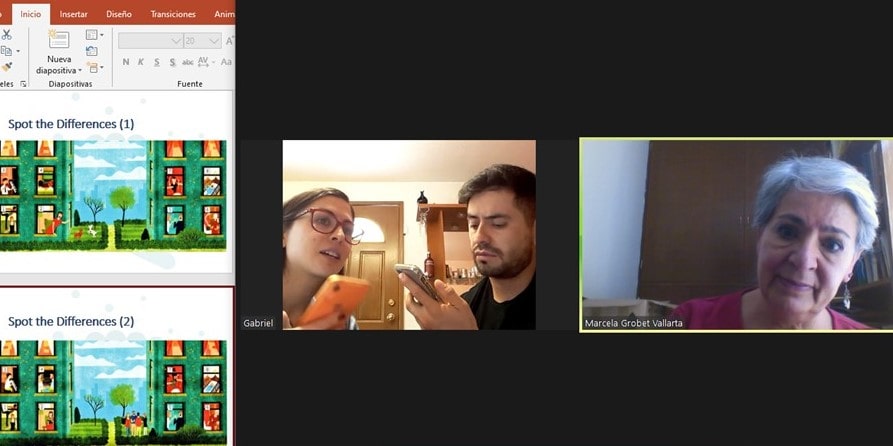 Inicio Insertar Diseño Transiciones Anim
Nueva
diapositiva
20
N K S S abc AV Aa
eles Diapositivas Fuente
Spot the Differences (1)
Spot the Differences (2)
Gabriel
Marcela Grobet Vallarta